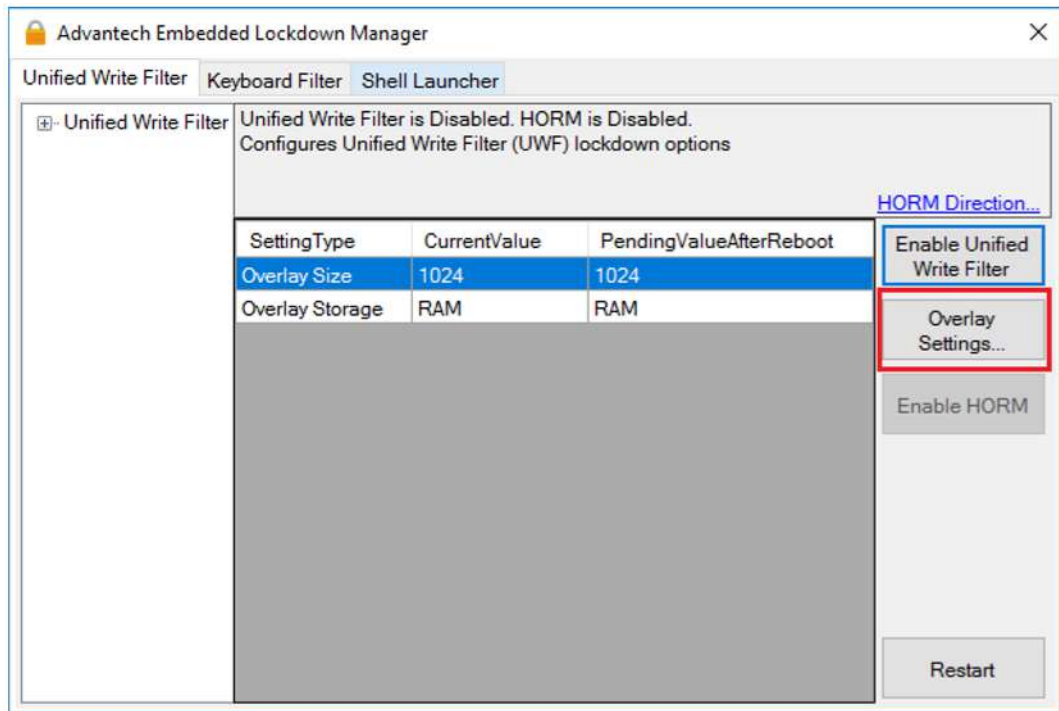 Advantech Embedded Lockdown Manager
Unified Write Filter Keyboard Filter Shell Launcher
Unified Write Filter
Unified Write Filter is Disabled. HORM is Disabled.
Configures Unified Write Filter (UWF) lockdown options
HORM Direction...
SettingType CurrentValue PendingValueAfterReboot
Overlay Size 1024 1024
Overlay Storage RAM RAM
Enable Unified
Write Filter
Overlay
Settings...
Enable HORM
Restart